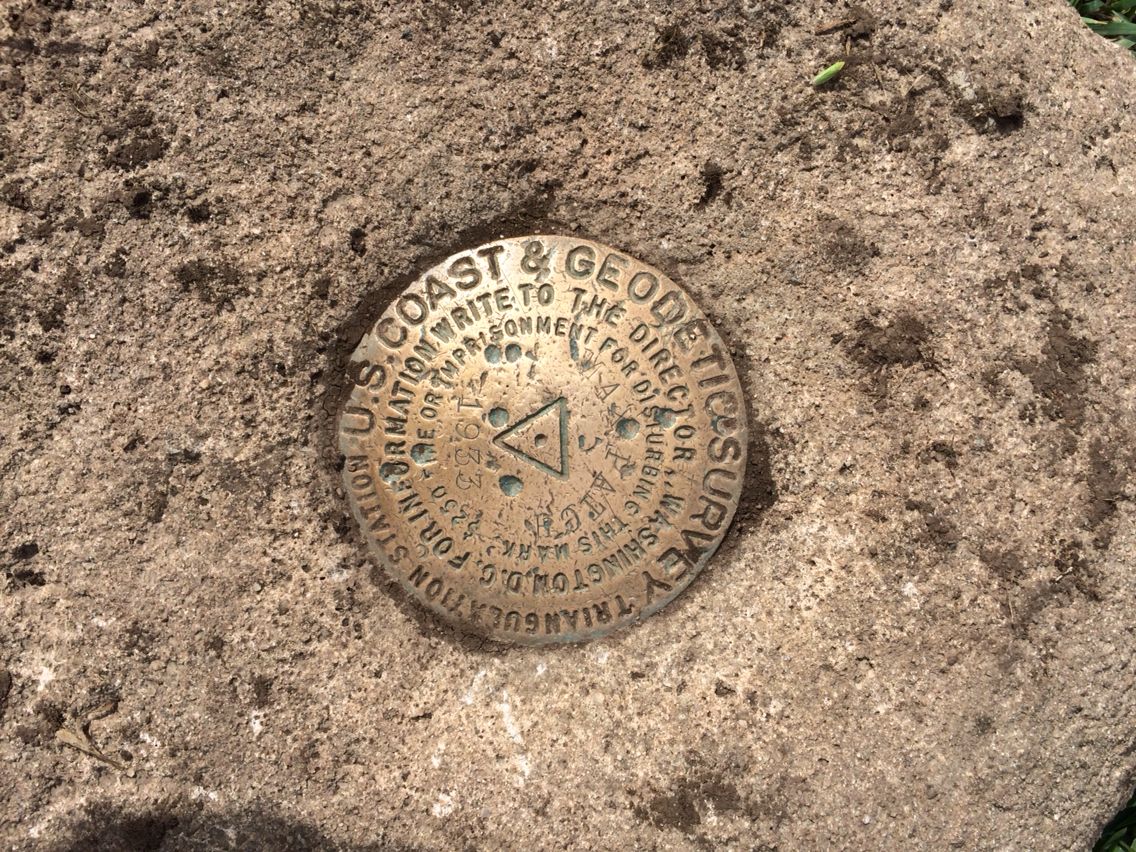 U.S. COAST & GEODETIC SURVEY
TRIANGULATION STATION
FOR INFORMATION WRITE TO THE DIRECTOR, WASHINGTON, D.C.
$250 FINE OR IMPRISONMENT FOR DISTURBING THIS MARK.
1933